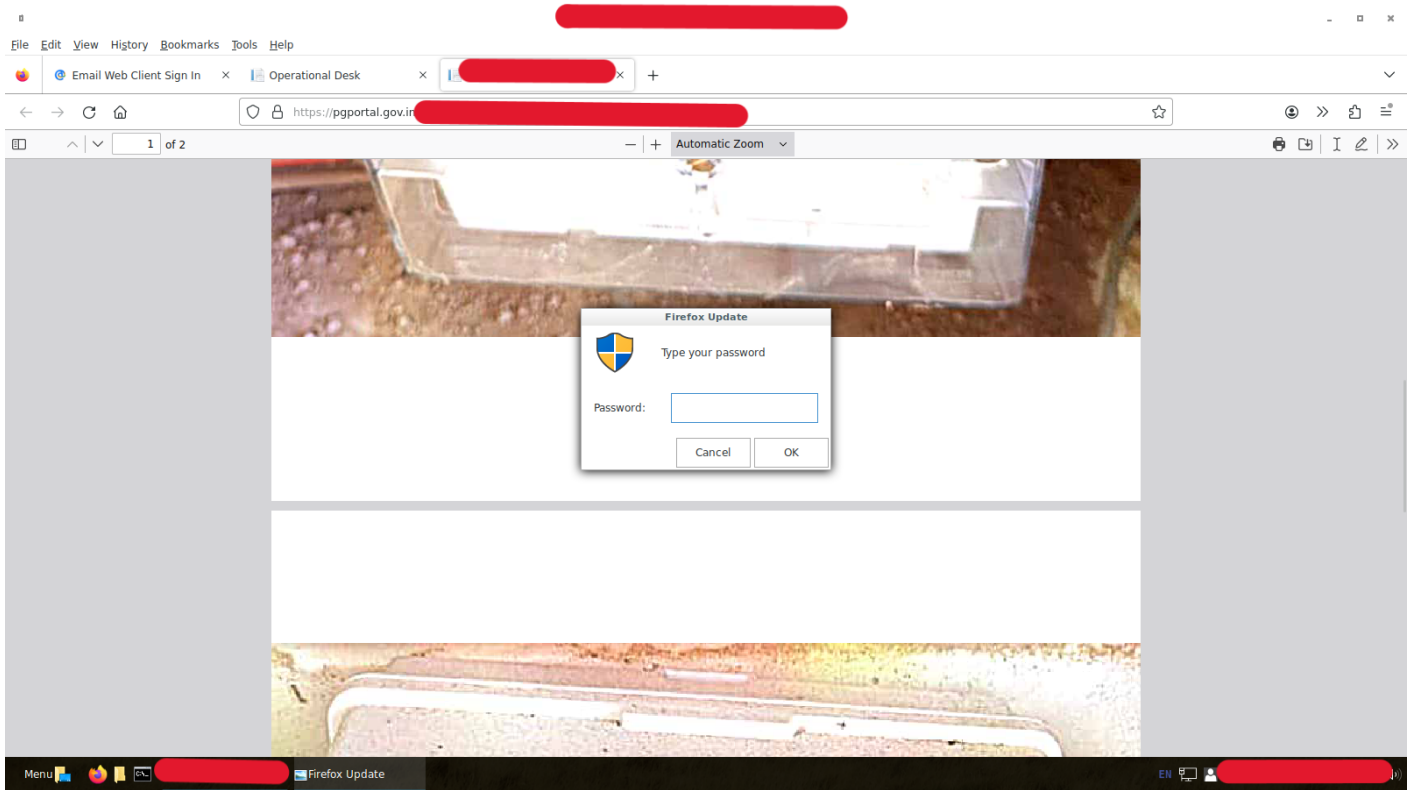 File Edit View History Bookmarks Tools Help
Email Web Client Sign In
Operational Desk
https://pgportal.gov.in
1 of 2
Automatic Zoom
Firefox Update
Type your password
Password:
Cancel OK
Menu
Firefox Update
EN